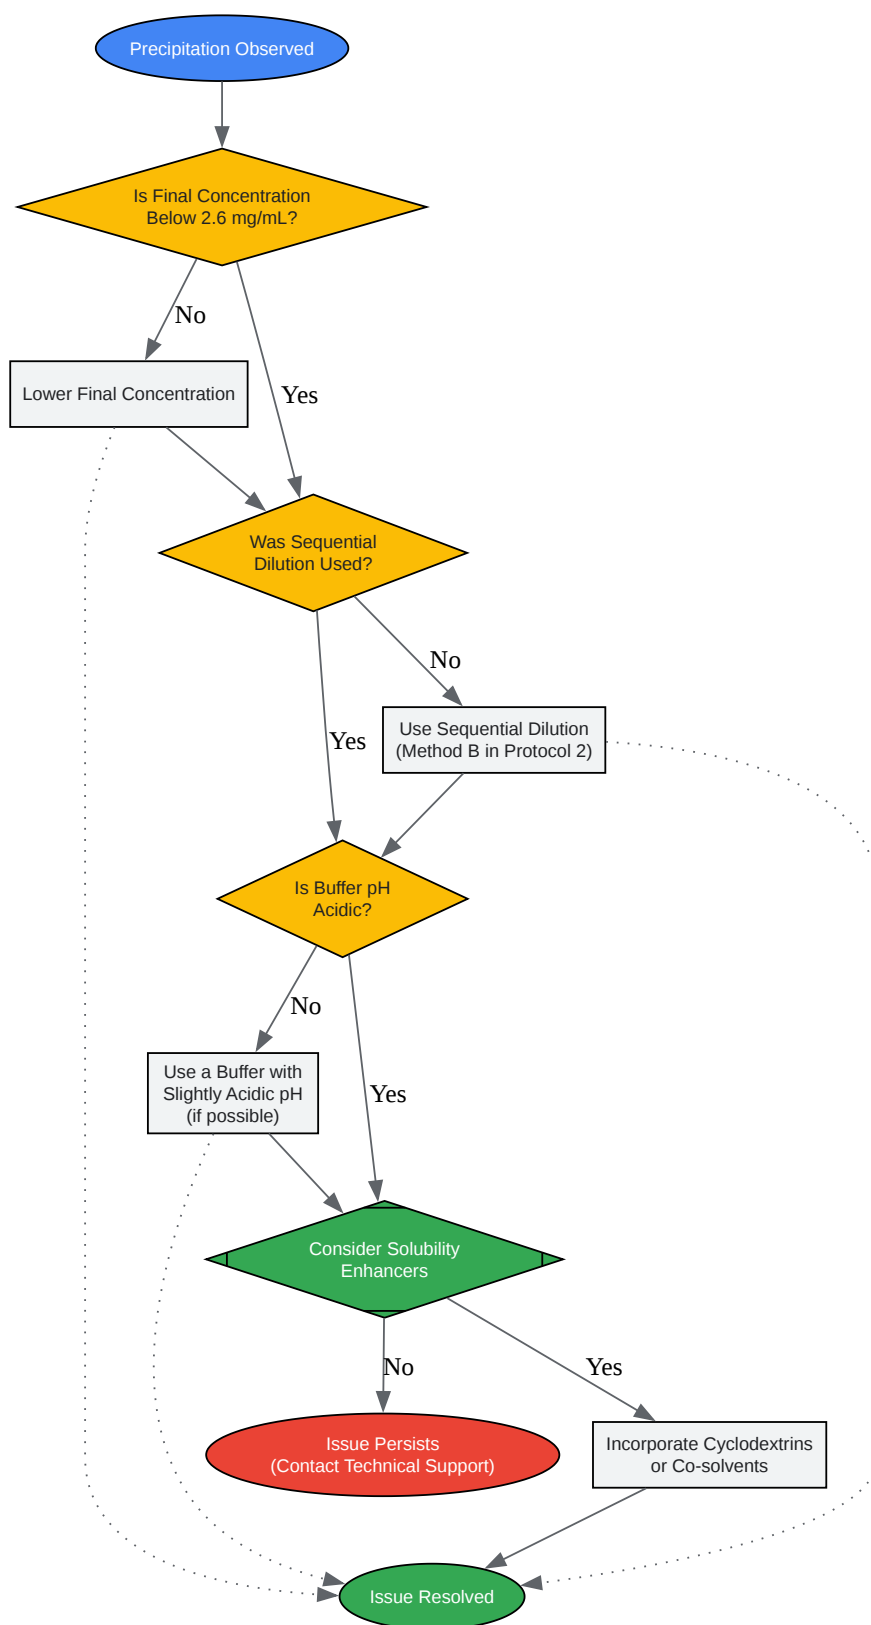 Precipitation Observed
Is Final Concentration
Below 2.6 mg/mL?
No
Lower Final Concentration
Yes
Was Sequential
Dilution Used?
No
Use Sequential Dilution
(Method B in Protocol 2)
Yes
Is Buffer pH
Acidic?
No
Use a Buffer with
Slightly Acidic pH
(if possible)
Yes
Consider Solubility
Enhancers
No
Yes
Issue Persists
(Contact Technical Support)
Incorporate Cyclodextrins
or Co-solvents
Issue Resolved